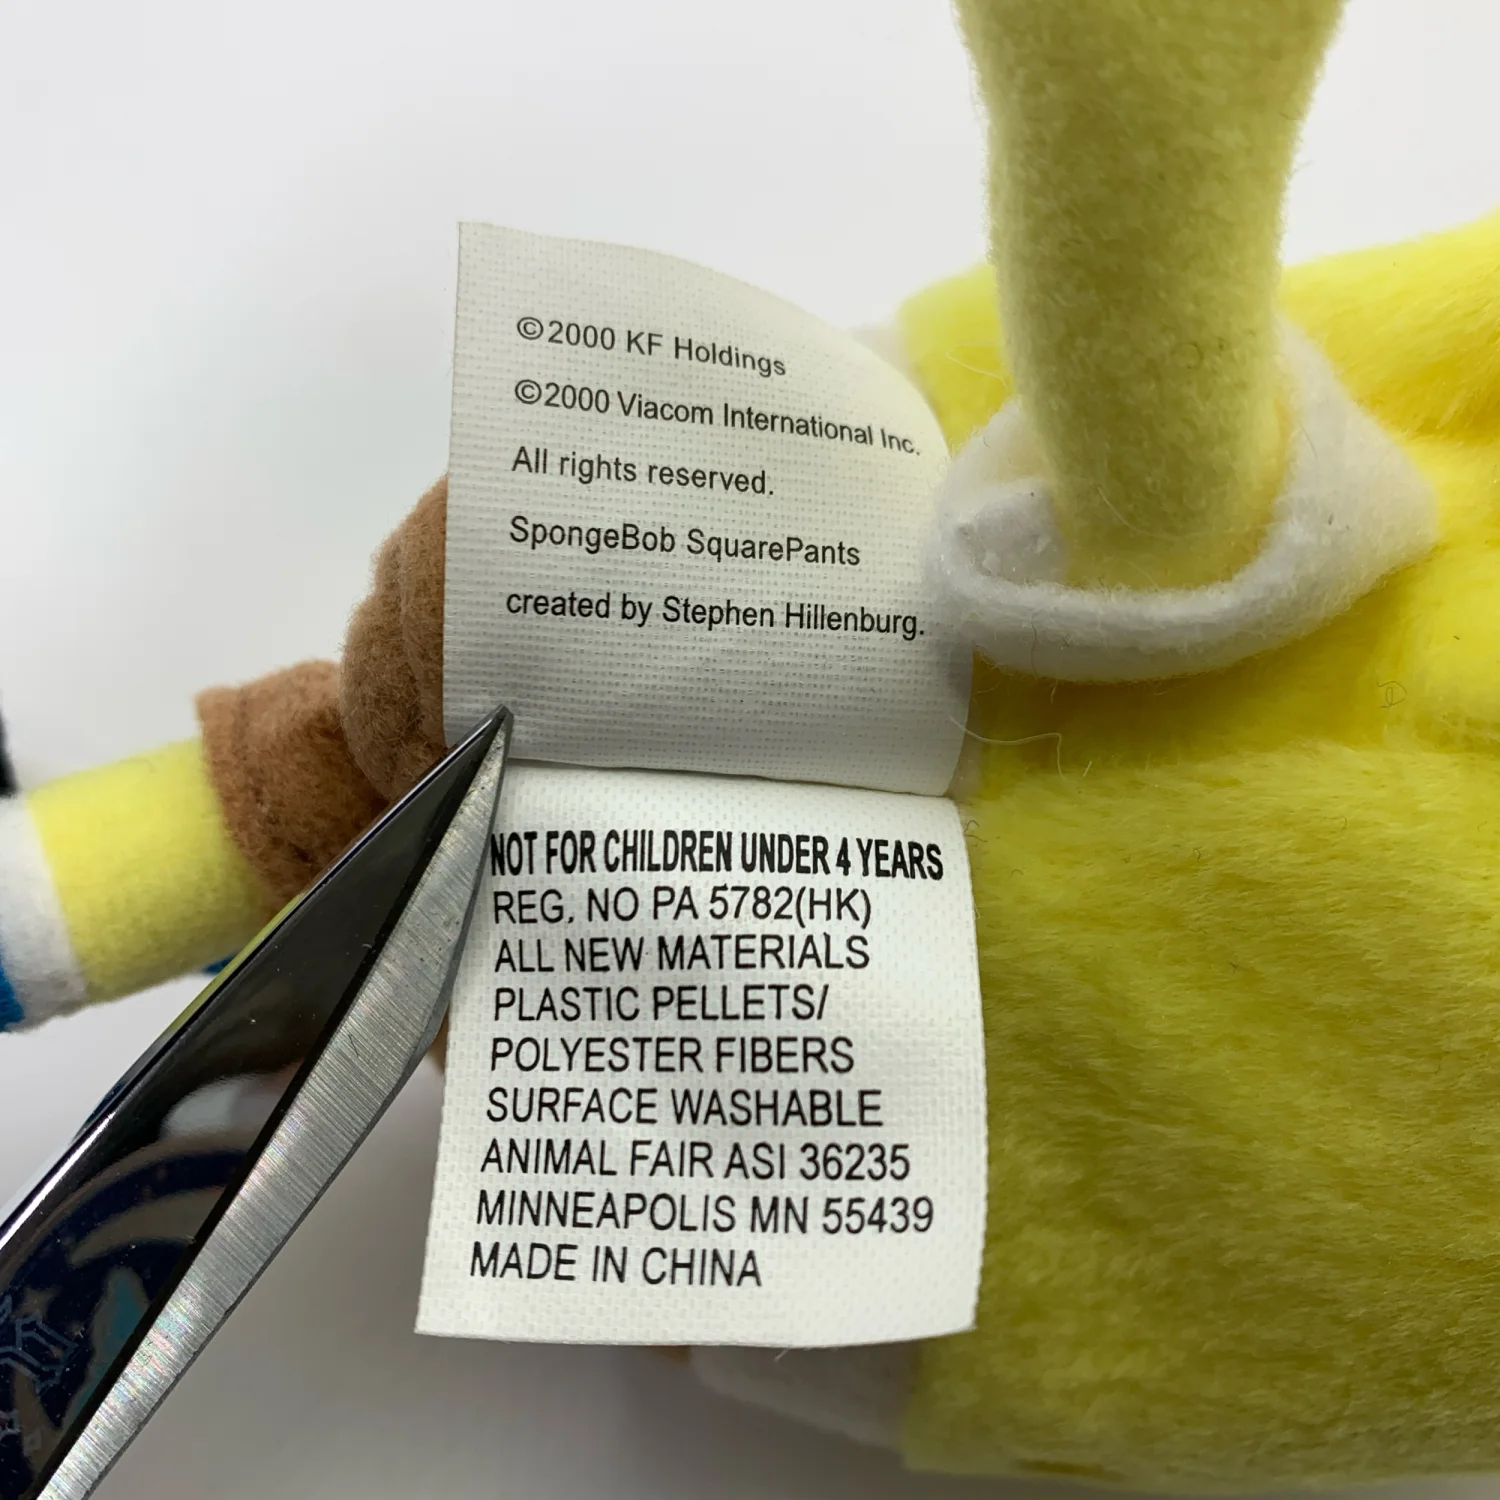 ©2000 KF Holdings
©2000 Viacom International Inc.
All rights reserved.
SpongeBob SquarePants
created by Stephen Hillenburg.
NOT FOR CHILDREN UNDER 4 YEARS
REG. NO PA 5782(HK)
ALL NEW MATERIALS
PLASTIC PELLETS/
POLYESTER FIBERS
SURFACE WASHABLE
ANIMAL FAIR ASI 36235
MINNEAPOLIS MN 55439
MADE IN CHINA